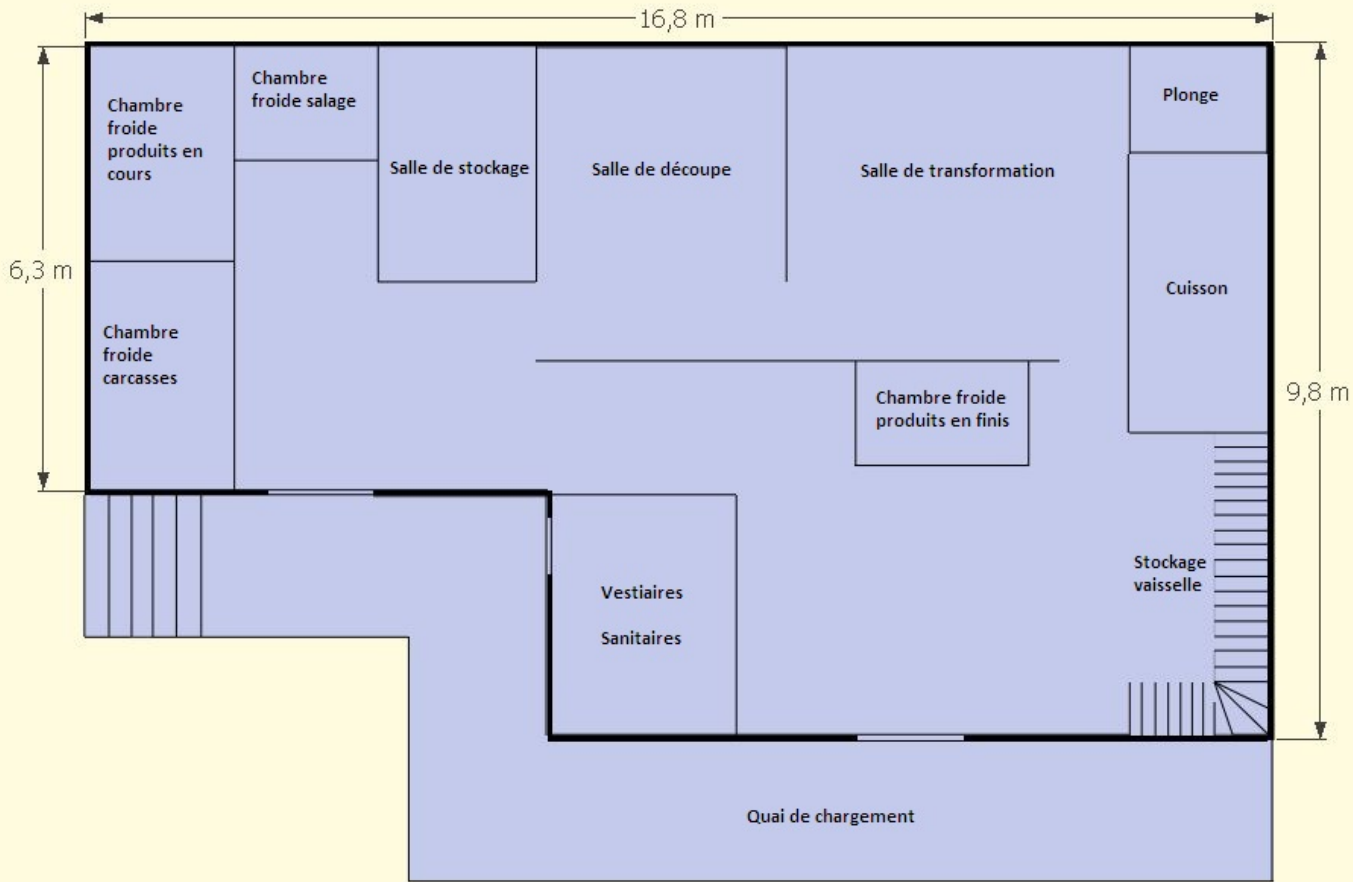 16,8 m
Chambre
froide
produits en
cours
Chambre
froide salage
Salle de stockage
Salle de découpe
Salle de transformation
Plonge
6,3 m
Cuisson
Chambre
froide
carcasses
Chambre froide
produits en finis
9,8 m
Stockage
vaisselle
Vestiaires
Sanitaires
Quai de chargement